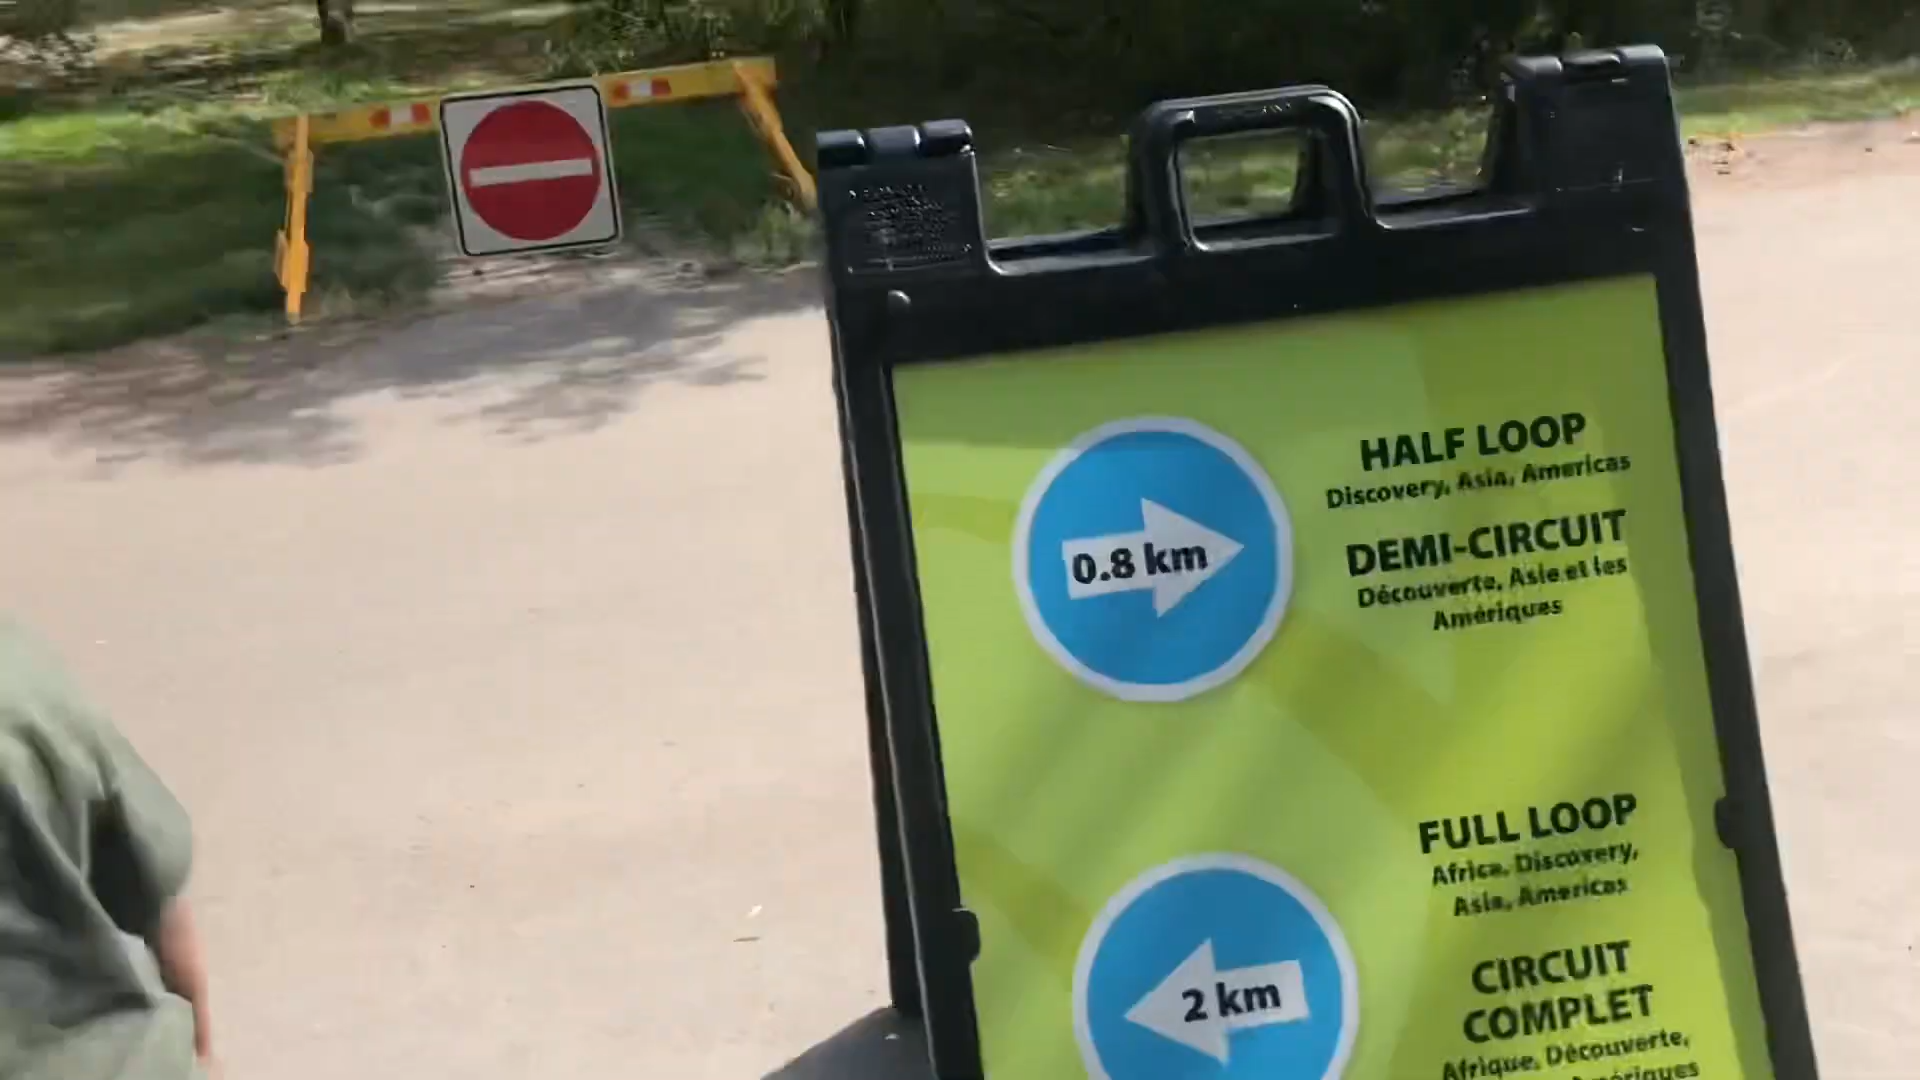 HALF LOOP
Discovery, Asia, Americas
0.8 km
DEMI-CIRCUIT
Découverte, Asie et les
Amériques
FULL LOOP
Africa, Discovery,
Asia, Americas
2 km
CIRCUIT
COMPLET
Afrique, Découverte,
Amériques